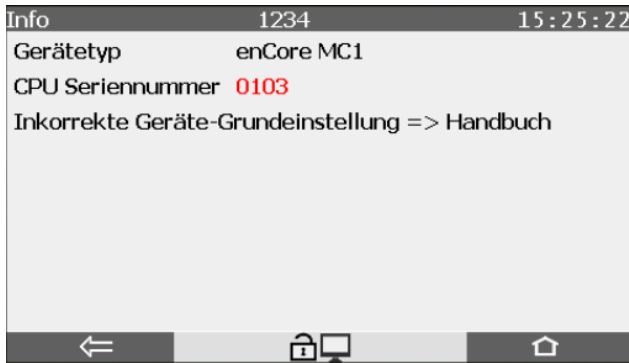 Info 1234 15:25:22
Gerätetyp enCore MC1
CPU Seriennummer 0103
Inkorrekte Geräte-Grundeinstellung => Handbuch